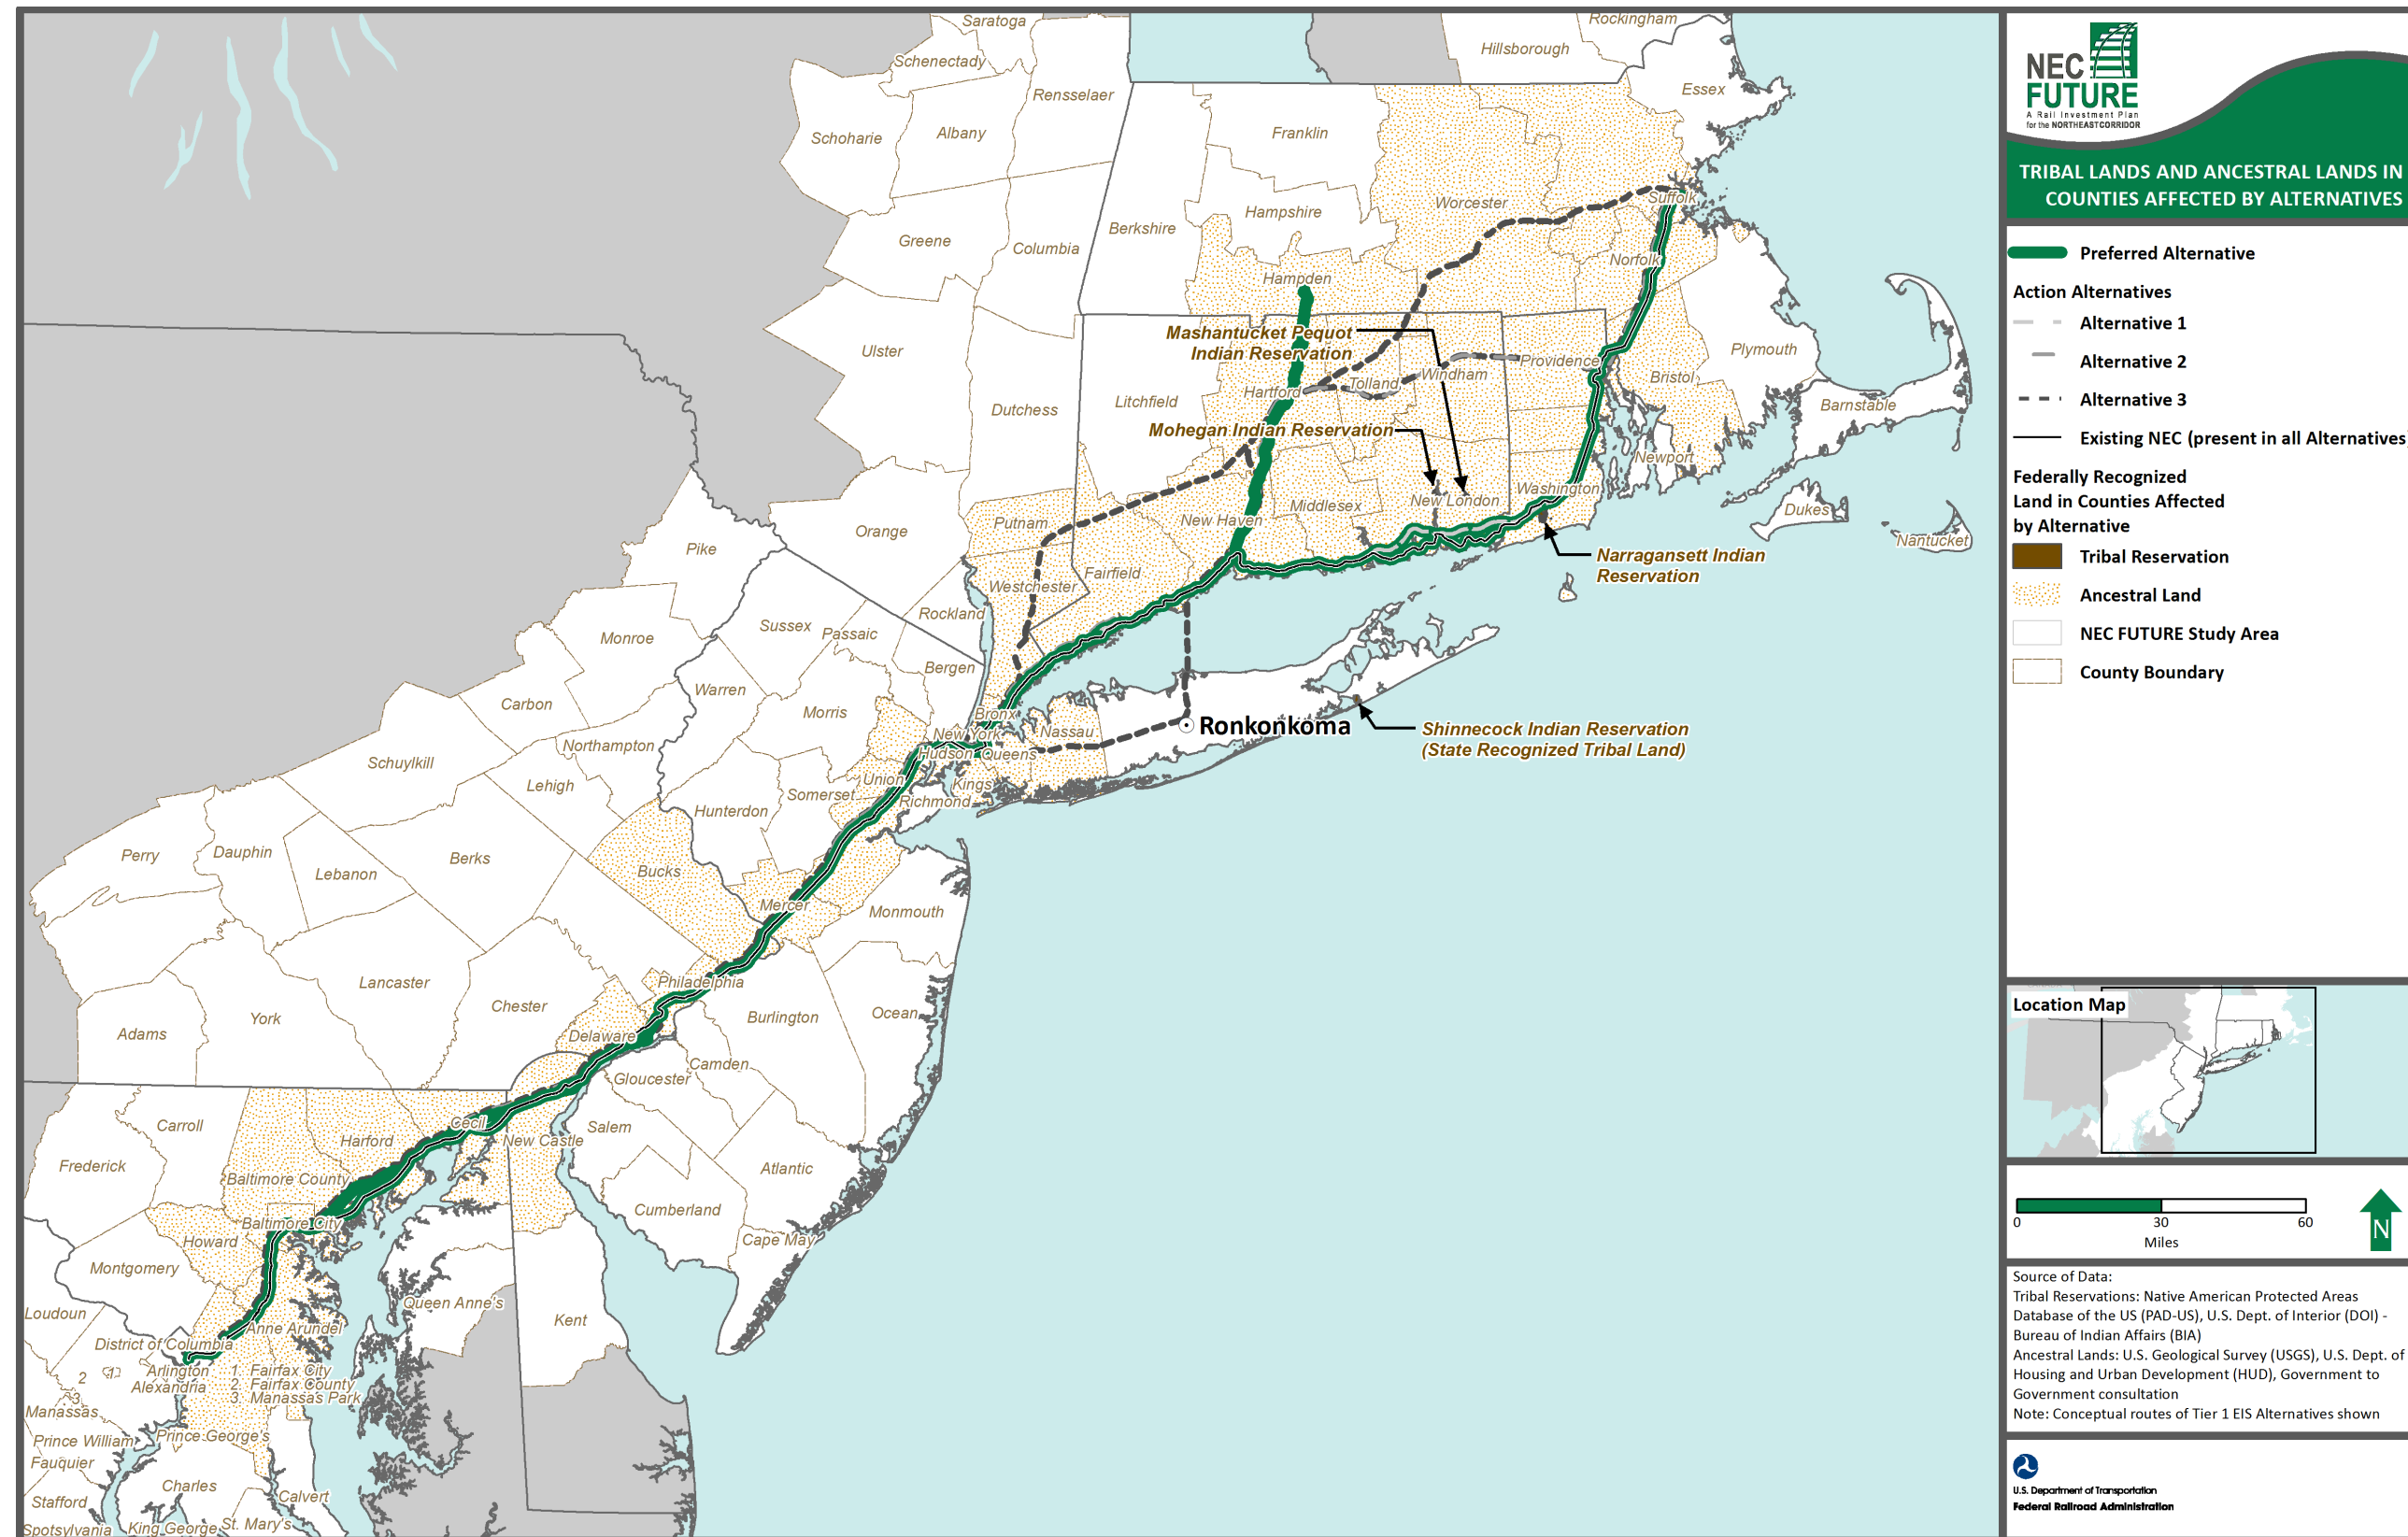 Saratoga
Rockingham
Hillsborough
Schenectady
Rensselaer
Essex
Schoharie
Albany
Franklin
Suffolk
Worcester
Hampshire
Berkshire
Greene
Columbia
Norfolk
Hampden
Mashantucket Pequot
Indian Reservation
Ulster
Plymouth
Providence
Windham
Tolland
Bristol
Hartford
Litchfield
Dutchess
Barnstable
Mohegan Indian Reservation
Newport
Washington
New London
Middlesex
Dukes
Nantucket
New Haven
Putnam
Orange
Pike
Narragansett Indian
Reservation
Fairfield
Westchester
Rockland
Sussex
Passaic
Monroe
Bergen
Warren
Carbon
Morris
Bronx
Ronkonkoma
Nassau
New York
Shinnecock Indian Reservation
(State Recognized Tribal Land)
Northampton
Hudson
Queens
Schuylkill
Union
Lehigh
Kings
Somerset
Richmond
Hunterdon
Perry
Dauphin
Berks
Lebanon
Bucks
Mercer
Monmouth
Lancaster
Philadelphia
Chester
York
Burlington
Ocean
Adams
Delaware
Camden
Gloucester
Carroll
Cecil
Salem
Harford
New Castle
Frederick
Atlantic
Baltimore County
Cumberland
Baltimore City
Howard
Cape May
Montgomery
Queen Anne's
Loudoun
Kent
Anne Arundel
District of Columbia
Arlington
Alexandria
1
2
3
1. Fairfax City
2. Fairfax County
3. Manassas Park
Manassas
Prince George's
Prince William
Fauquier
Charles
Calvert
Stafford
Spotsylvania
King George
St. Mary's
NEC
FUTURE
A Rail Investment Plan
for the NORTHEAST CORRIDOR
TRIBAL LANDS AND ANCESTRAL LANDS IN
COUNTIES AFFECTED BY ALTERNATIVES
Preferred Alternative
Action Alternatives
Alternative 1
Alternative 2
Alternative 3
Existing NEC (present in all Alternatives)
Federally Recognized
Land in Counties Affected
by Alternative
Tribal Reservation
Ancestral Land
NEC FUTURE Study Area
County Boundary
Location Map
0 30 60
Miles
N
Source of Data:
Tribal Reservations: Native American Protected Areas
Database of the US (PAD-US), U.S. Dept. of Interior (DOI) -
Bureau of Indian Affairs (BIA)
Ancestral Lands: U.S. Geological Survey (USGS), U.S. Dept. of
Housing and Urban Development (HUD), Government to
Government consultation
Note: Conceptual routes of Tier 1 EIS Alternatives shown
U.S. Department of Transportation
Federal Railroad Administration